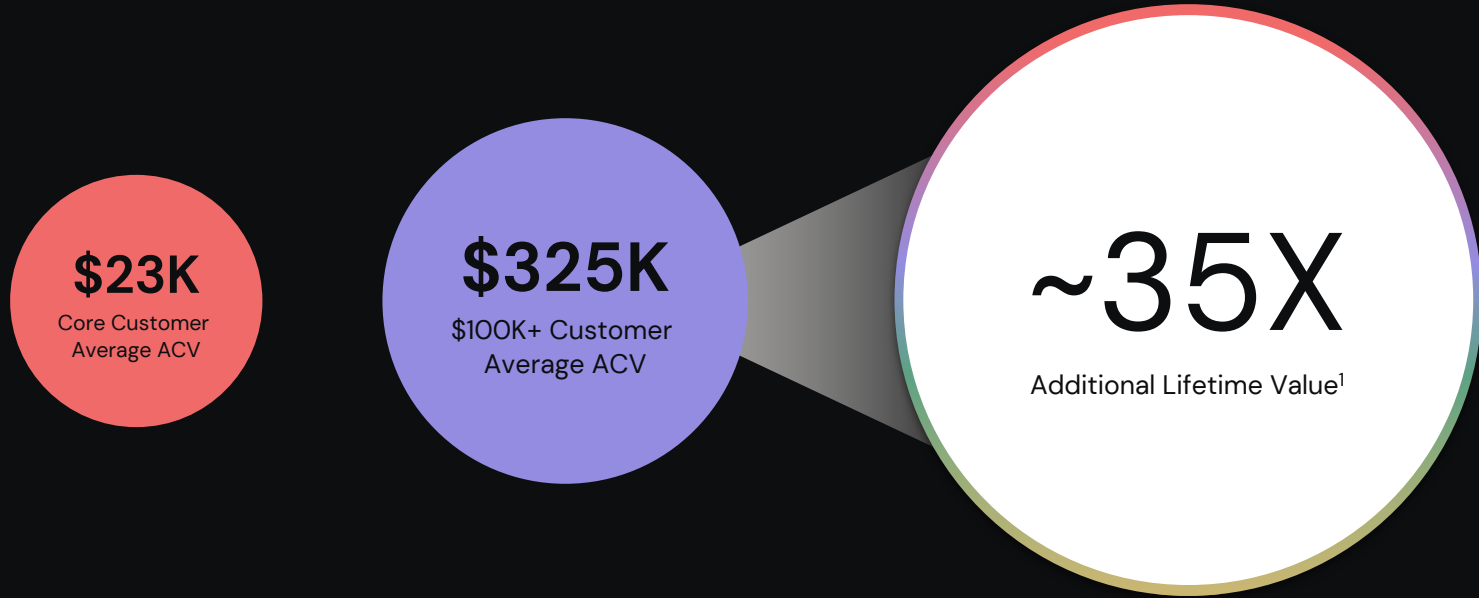 $23K
Core Customer
Average ACV
$325K
$100K+ Customer
Average ACV
~35X
Additional Lifetime Value¹